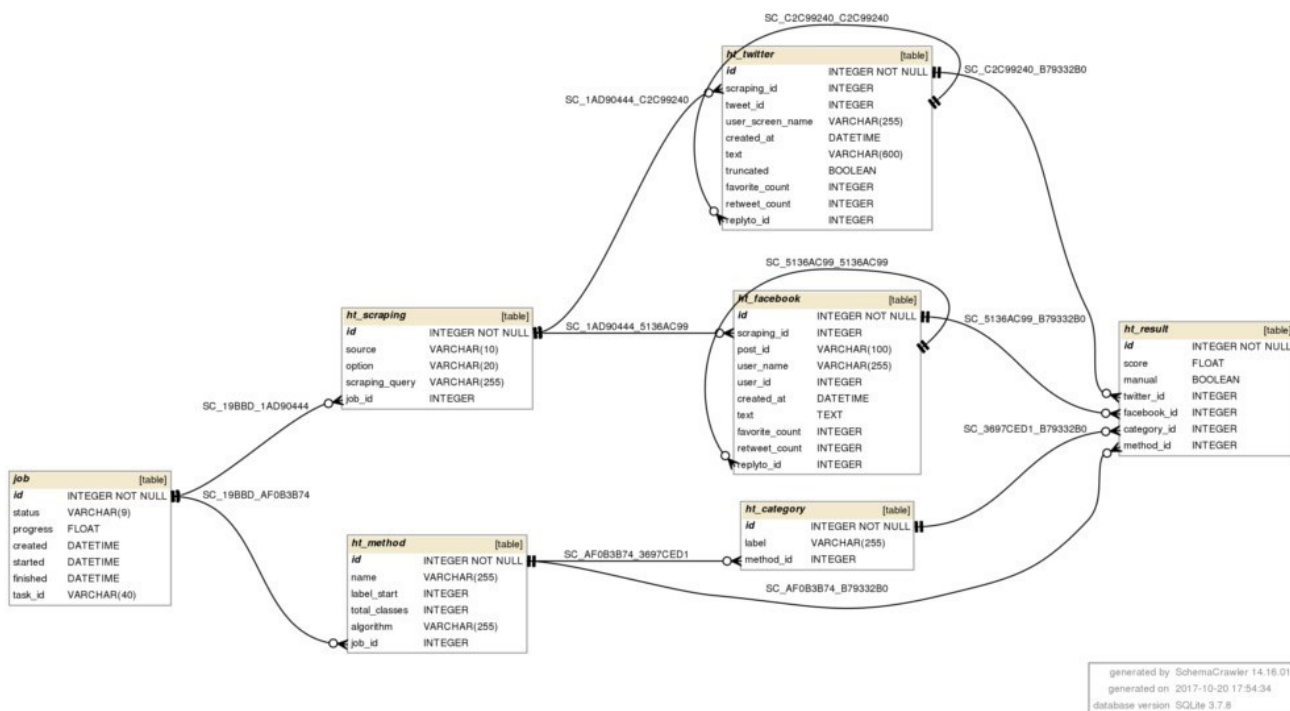 SC_C2C99240_C2C99240
ht_twitter [table]
id INTEGER NOT NULL
scraping_id INTEGER
tweet_id INTEGER
user_screen_name VARCHAR(255)
created_at DATETIME
text VARCHAR(600)
truncated BOOLEAN
favorite_count INTEGER
retweet_count INTEGER
replyto_id INTEGER
SC_C2C99240_B79332B0
SC_1AD90444_C2C99240
SC_5136AC99_5136AC99
ht_facebook [table]
id INTEGER NOT NULL
scraping_id INTEGER
post_id VARCHAR(100)
user_name VARCHAR(255)
user_id INTEGER
created_at DATETIME
text TEXT
favorite_count INTEGER
retweet_count INTEGER
replyto_id INTEGER
SC_5136AC99_B79332B0
SC_1AD90444_5136AC99
ht_scraping [table]
id INTEGER NOT NULL
source VARCHAR(10)
option VARCHAR(20)
scraping_query VARCHAR(255)
job_id INTEGER
ht_result [table]
id INTEGER NOT NULL
score FLOAT
manual BOOLEAN
twitter_id INTEGER
facebook_id INTEGER
category_id INTEGER
method_id INTEGER
SC_19BBD_1AD90444
SC_3697CED1_B79332B0
job [table]
id INTEGER NOT NULL
status VARCHAR(9)
progress FLOAT
created DATETIME
started DATETIME
finished DATETIME
task_id VARCHAR(40)
SC_19BBD_AF0B3B74
ht_category [table]
id INTEGER NOT NULL
label VARCHAR(255)
method_id INTEGER
ht_method [table]
id INTEGER NOT NULL
name VARCHAR(255)
label_start INTEGER
total_classes INTEGER
algorithm VARCHAR(255)
job_id INTEGER
SC_AF0B3B74_3697CED1
SC_AF0B3B74_B79332B0
generated by SchemaCrawler 14.16.01
generated on 2017-10-20 17:54:34
database version SQLite 3.7.8